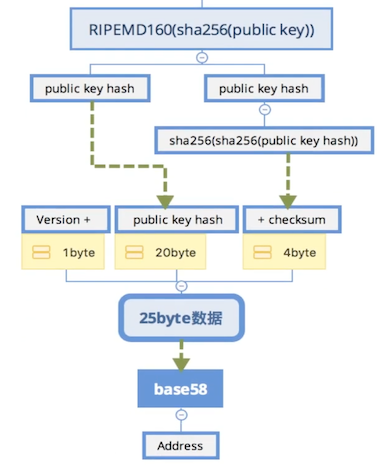 RIPEMD160(sha256(public key))
public key hash
public key hash
sha256(sha256(public key hash))
Version +
public key hash
+ checksum
1byte
20byte
4byte
25byte数据
base58
Address